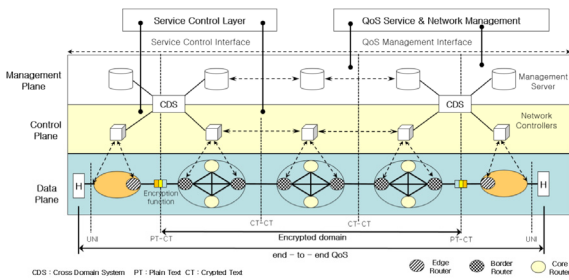 Service Control Layer
QoS Service & Network Management
Service Control Interface
QoS Management Interface
Management
Plane
Management
Server
CDS
CDS
Control
Plane
Network
Controllers
Data
Plane
H
H
Encryption
function
CT-CT
CT-CT
UNI
PT-CT
Encrypted domain
PT-CT
UNI
end - to - end QoS
CDS : Cross Domain System PT : Plain Text CT : Crypted Text
Edge
Router
Border
Router
Core
Router